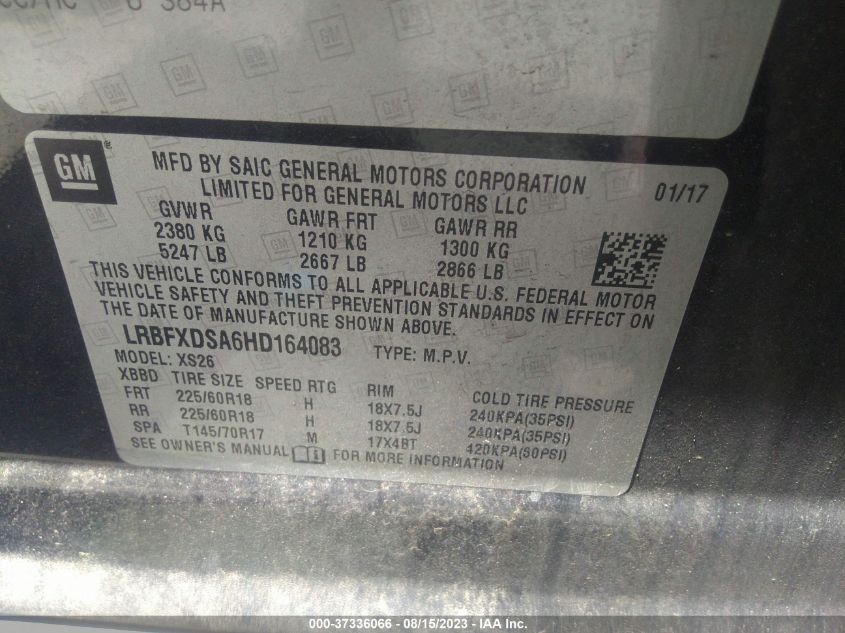 384A
GM
MFD BY SAIC GENERAL MOTORS CORPORATION
LIMITED FOR GENERAL MOTORS LLC
01/17
GVWR GAWR FRT GAWR RR
2380 KG 1210 KG 1300 KG
5247 LB 2667 LB 2866 LB
THIS VEHICLE CONFORMS TO ALL APPLICABLE U.S. FEDERAL MOTOR
VEHICLE SAFETY AND THEFT PREVENTION STANDARDS IN EFFECT ON
THE DATE OF MANUFACTURE SHOWN ABOVE.
LRBFXDSA6HD164083 TYPE: M.P.V.
MODEL: XS26
XBBD TIRE SIZE SPEED RTG RIM COLD TIRE PRESSURE
FRT 225/60R18 H 18X7.5J 240KPA(35PSI)
RR 225/60R18 H 18X7.5J 240KPA(35PSI)
SPA T145/70R17 M 17X4BT 420KPA(60PSI)
SEE OWNER'S MANUAL FOR MORE INFORMATION
000-37336066 - 08/15/2023 - IAA Inc.